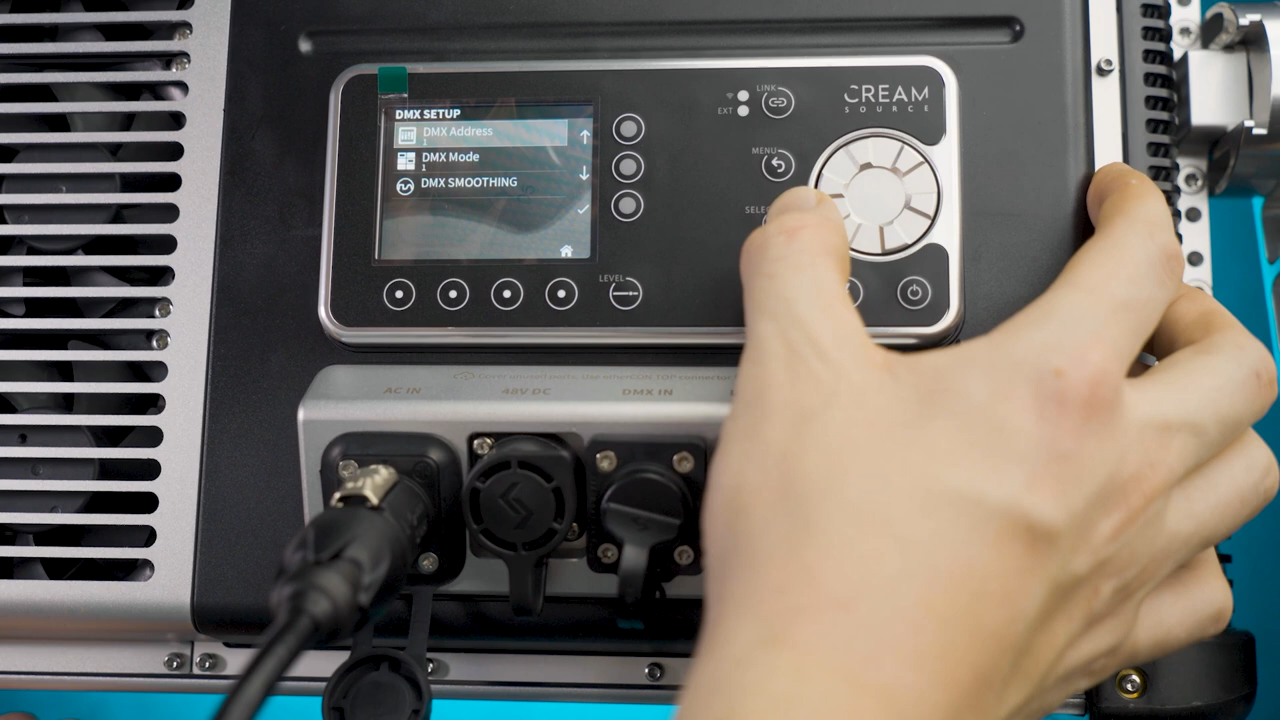 DMX SETUP
DMX Address
1
DMX Mode
1
DMX SMOOTHING
LINK
EXT
MENU
LEVEL
CREAM
SOURCE
AC IN
48V DC
DMX IN